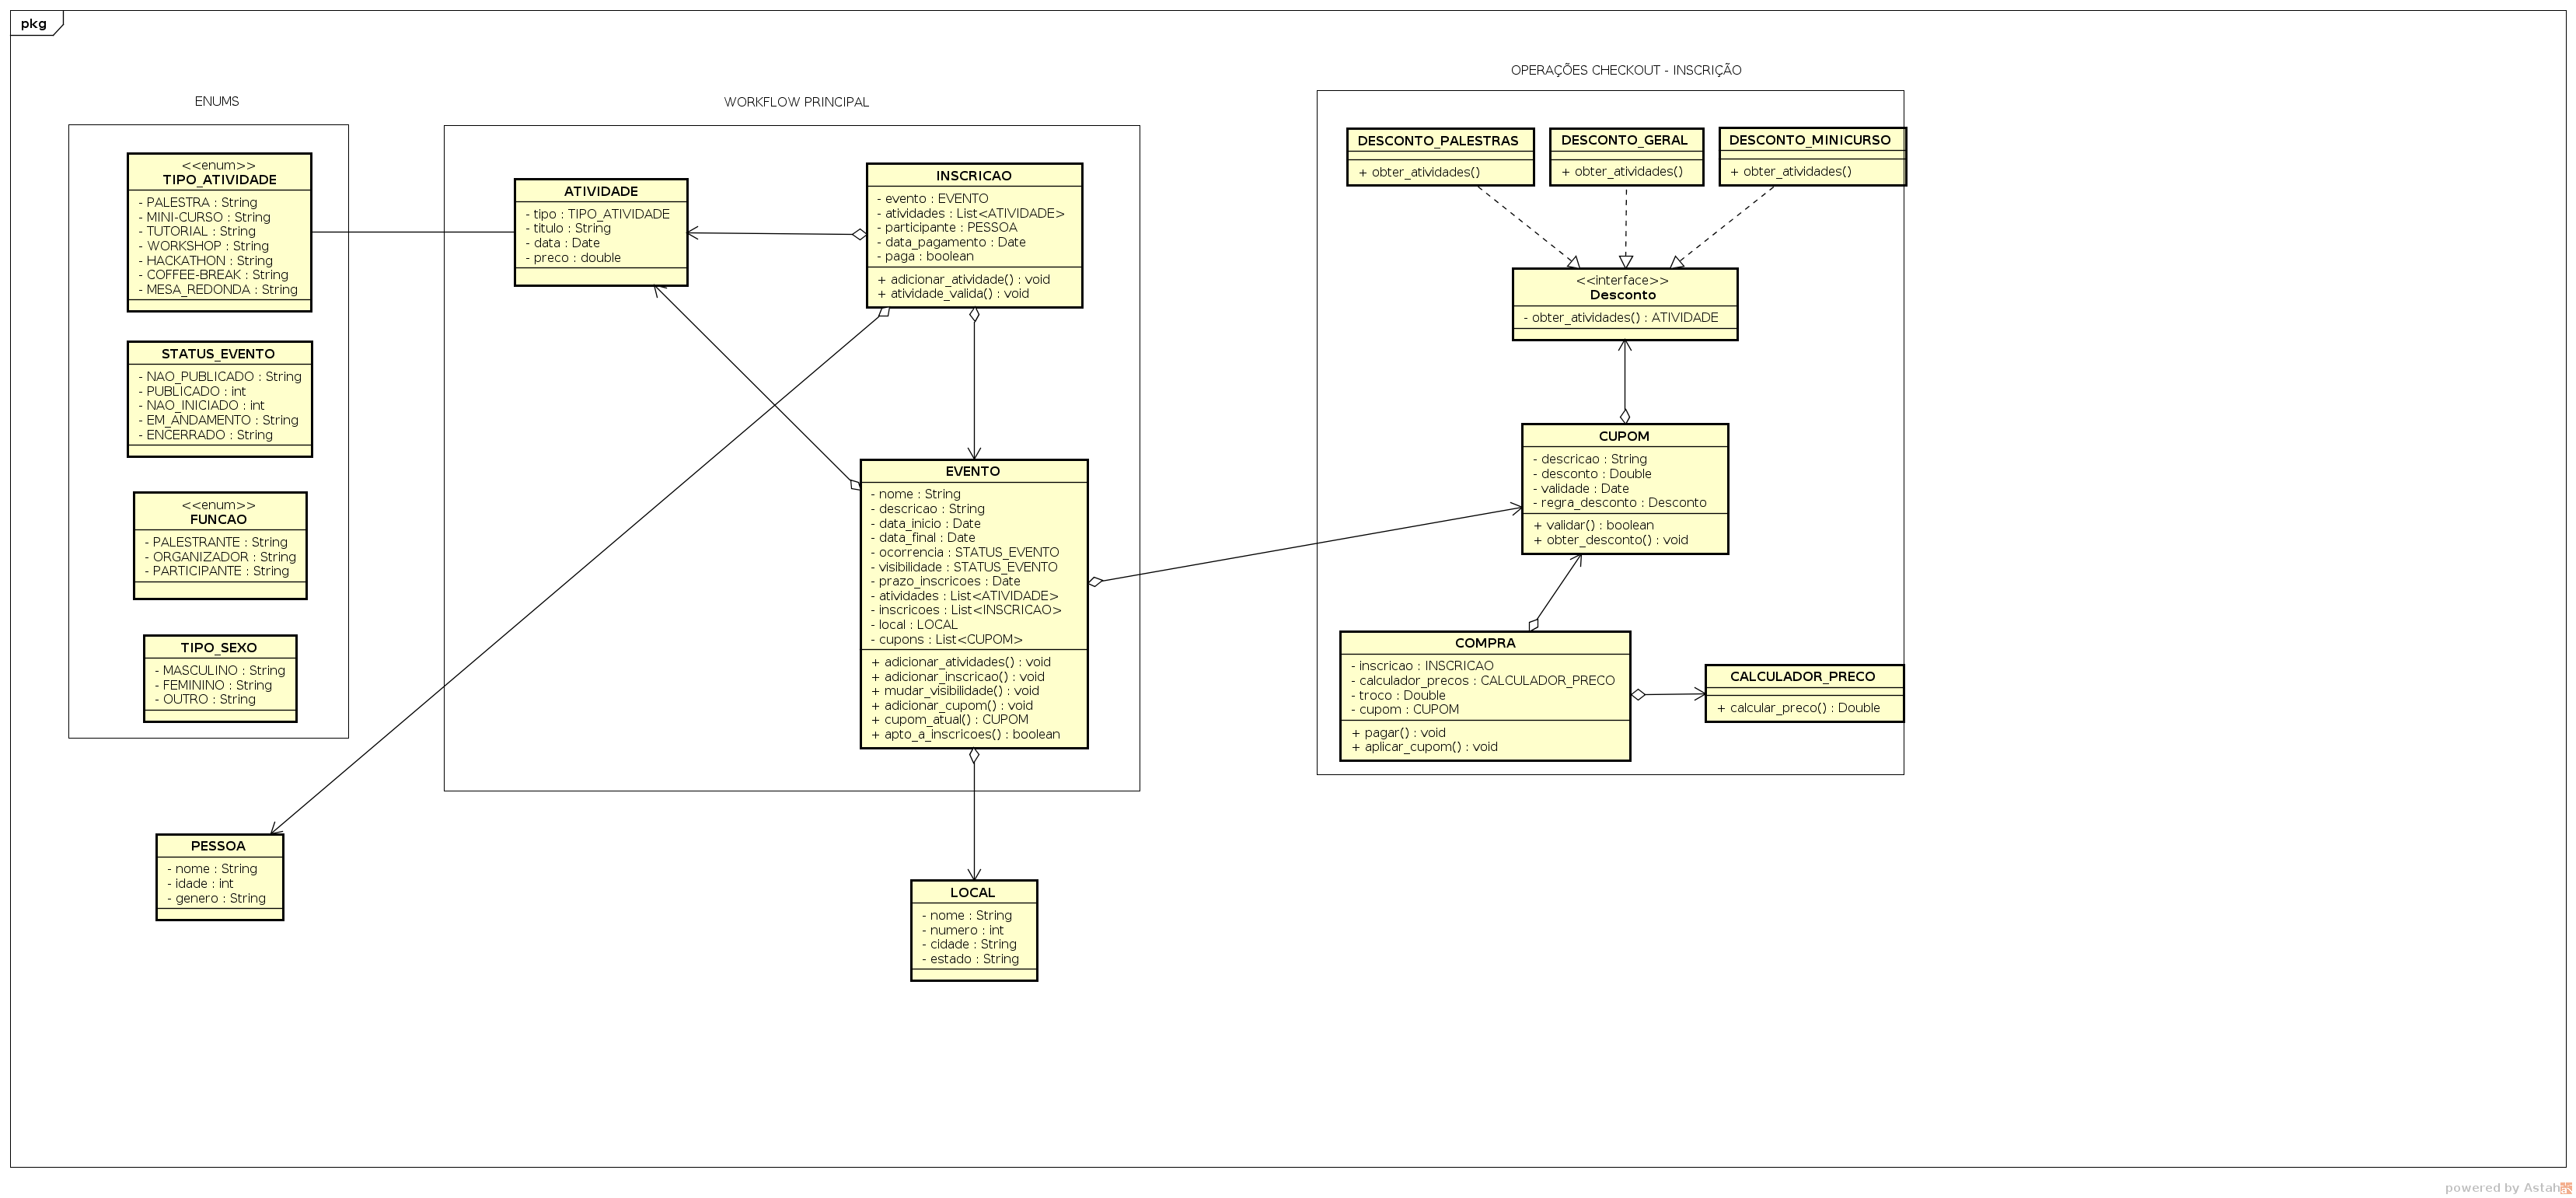 pkg
ENUMS
<<enum>>
TIPO_ATIVIDADE
- PALESTRA : String
- MINI-CURSO : String
- TUTORIAL : String
- WORKSHOP : String
- HACKATHON : String
- COFFEE-BREAK : String
- MESA_REDONDA : String
STATUS_EVENTO
- NAO_PUBLICADO : String
- PUBLICADO : int
- NAO_INICIADO : int
- EM_ANDAMENTO : String
- ENCERRADO : String
<<enum>>
FUNCAO
- PALESTRANTE : String
- ORGANIZADOR : String
- PARTICIPANTE : String
TIPO_SEXO
- MASCULINO : String
- FEMININO : String
- OUTRO : String
PESSOA
- nome : String
- idade : int
- genero : String
WORKFLOW PRINCIPAL
ATIVIDADE
- tipo : TIPO_ATIVIDADE
- titulo : String
- data : Date
- preco : double
INSCRICAO
- evento : EVENTO
- atividades : List<ATIVIDADE>
- participante : PESSOA
- data_pagamento : Date
- paga : boolean
+ adicionar_atividade() : void
+ atividade_valida() : void
EVENTO
- nome : String
- descricao : String
- data_inicio : Date
- data_final : Date
- ocorrencia : STATUS_EVENTO
- visibilidade : STATUS_EVENTO
- prazo_inscricoes : Date
- atividades : List<ATIVIDADE>
- inscricoes : List<INSCRICAO>
- local : LOCAL
- cupons : List<CUPOM>
+ adicionar_atividades() : void
+ adicionar_inscricao() : void
+ mudar_visibilidade() : void
+ adicionar_cupom() : void
+ cupom_atual() : CUPOM
+ apto_a_inscricoes() : boolean
LOCAL
- nome : String
- numero : int
- cidade : String
- estado : String
OPERAÇÕES CHECKOUT - INSCRIÇÃO
DESCONTO_PALESTRAS
+ obter_atividades()
DESCONTO_GERAL
+ obter_atividades()
DESCONTO_MINICURSO
+ obter_atividades()
<<interface>>
Desconto
- obter_atividades() : ATIVIDADE
CUPOM
- descricao : String
- desconto : Double
- validade : Date
- regra_desconto : Desconto
+ validar() : boolean
+ obter_desconto() : void
COMPRA
- inscricao : INSCRICAO
- calculador_precos : CALCULADOR_PRECO
- troco : Double
- cupom : CUPOM
+ pagar() : void
+ aplicar_cupom() : void
CALCULADOR_PRECO
+ calcular_preco() : Double
powered by Astah